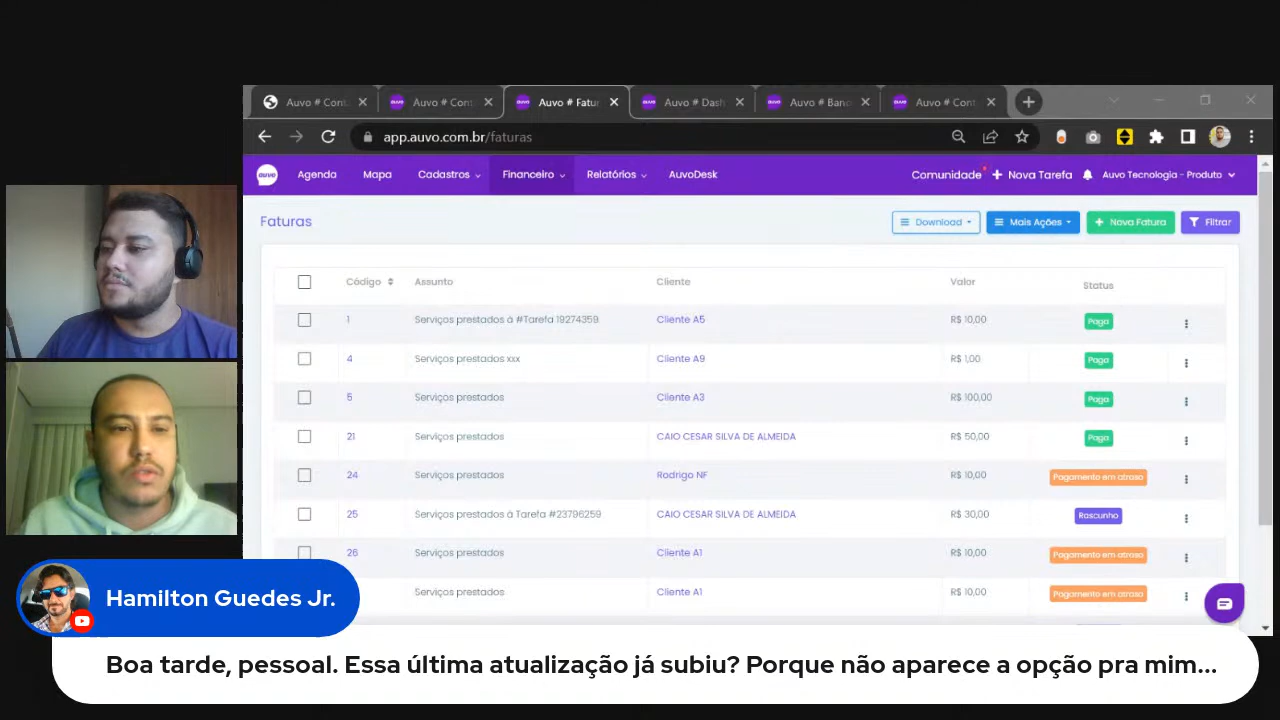 Auvo # Cont
Auvo # Cont
Auvo # Fatur
Auvo # Dash
Auvo # Banc
Auvo # Cont
app.auvo.com.br/faturas
auvo
Agenda
Mapa
Cadastros
Financeiro
Relatórios
AuvoDesk
Comunidade
Nova Tarefa
Auvo Tecnologia - Produto
Faturas
Download
Mais Ações
Nova Fatura
Filtrar
Código Assunto Cliente Valor Status
1 Serviços prestados à #Tarefa 19274359 Cliente A5 R$ 10,00 Paga
4 Serviços prestados xxx Cliente A9 R$ 1,00 Paga
5 Serviços prestados Cliente A3 R$ 100,00 Paga
21 Serviços prestados CAIO CESAR SILVA DE ALMEIDA R$ 50,00 Paga
24 Serviços prestados Rodrigo NF R$ 10,00 Pagamento em atraso
25 Serviços prestados à Tarefa #23796259 CAIO CESAR SILVA DE ALMEIDA R$ 30,00 Rascunho
26 Serviços prestados Cliente A1 R$ 10,00 Pagamento em atraso
Serviços prestados Cliente A1 R$ 10,00 Pagamento em atraso
Hamilton Guedes Jr.
Boa tarde, pessoal. Essa última atualização já subiu? Porque não aparece a opção pra mim...